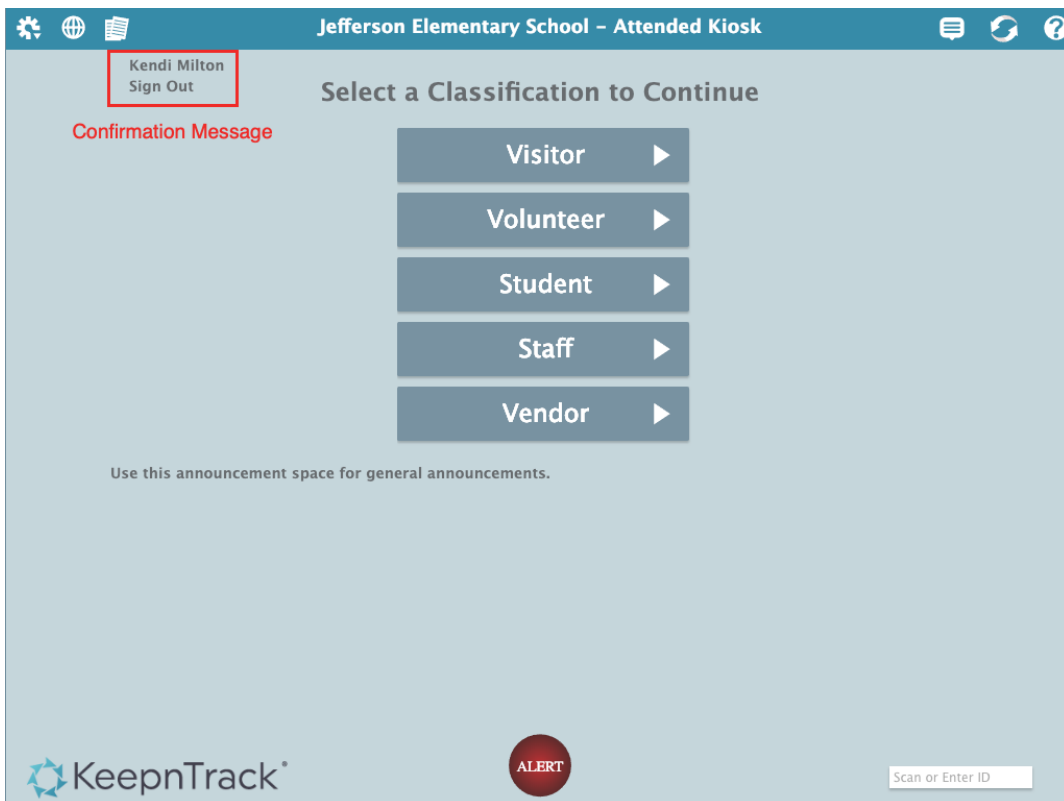 Jefferson Elementary School – Attended Kiosk
?
Kendi Milton
Sign Out
Confirmation Message
Select a Classification to Continue
Visitor
Volunteer
Student
Staff
Vendor
Use this announcement space for general announcements.
KeepnTrack
ALERT
Scan or Enter ID